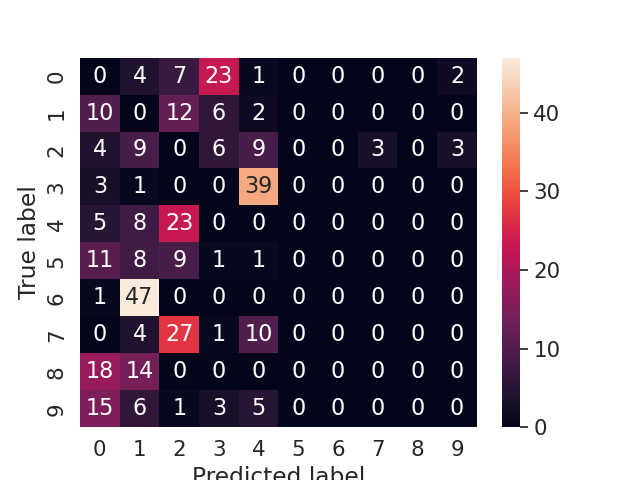 0 0 4 7 23 1 0 0 0 0 2
1 10 0 12 6 2 0 0 0 0 0
2 4 9 0 6 9 0 0 3 0 3
3 3 1 0 0 39 0 0 0 0 0
4 5 8 23 0 0 0 0 0 0 0
5 11 8 9 1 1 0 0 0 0 0
6 1 47 0 0 0 0 0 0 0 0
7 0 4 27 1 10 0 0 0 0 0
8 18 14 0 0 0 0 0 0 0 0
9 15 6 1 3 5 0 0 0 0 0
0 1 2 3 4 5 6 7 8 9
True label
Predicted label
40
30
20
10
0